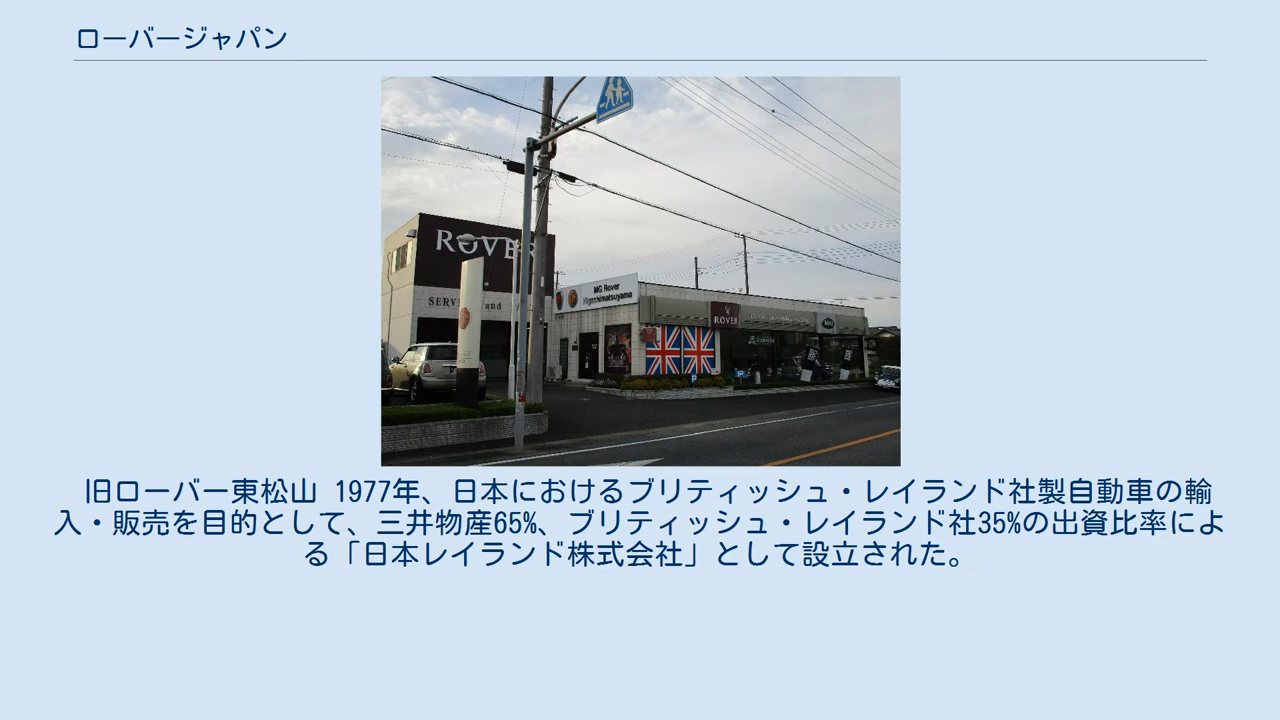 ローバージャパン
ROVER
SERVICE and
MG Rover
Higashimatsuyama
ROVER
旧ローバー東松山 1977年、日本におけるブリティッシュ・レイランド社製自動車の輸
入・販売を目的として、三井物産65%、ブリティッシュ・レイランド社35%の出資比率によ
る「日本レイランド株式会社」として設立された。